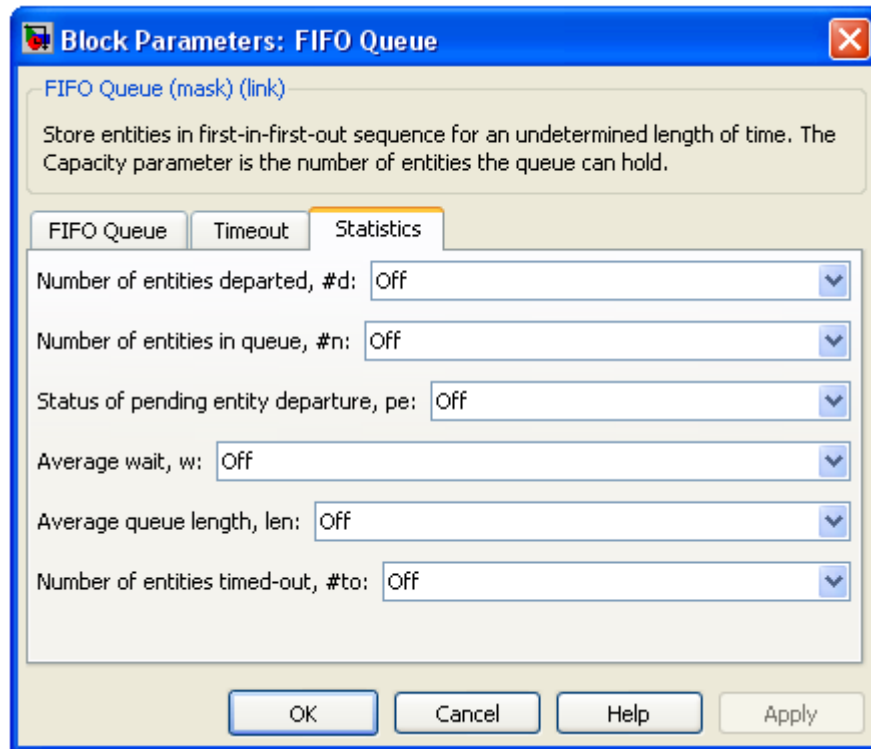 Block Parameters: FIFO Queue
FIFO Queue (mask) (link)
Store entities in first-in-first-out sequence for an undetermined length of time. The
Capacity parameter is the number of entities the queue can hold.
FIFO Queue Timeout Statistics
Number of entities departed, #d: Off
Number of entities in queue, #n: Off
Status of pending entity departure, pe: Off
Average wait, w: Off
Average queue length, len: Off
Number of entities timed-out, #to: Off
OK Cancel Help Apply